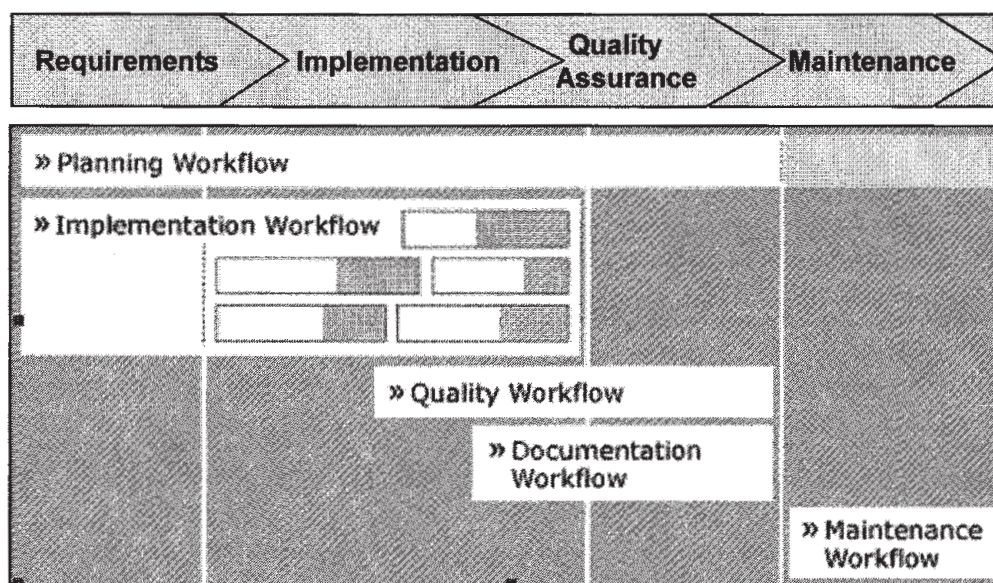 Requirements
Implementation
Quality
Assurance
Maintenance
» Planning Workflow
» Implementation Workflow
» Quality Workflow
» Documentation
Workflow
» Maintenance
Workflow